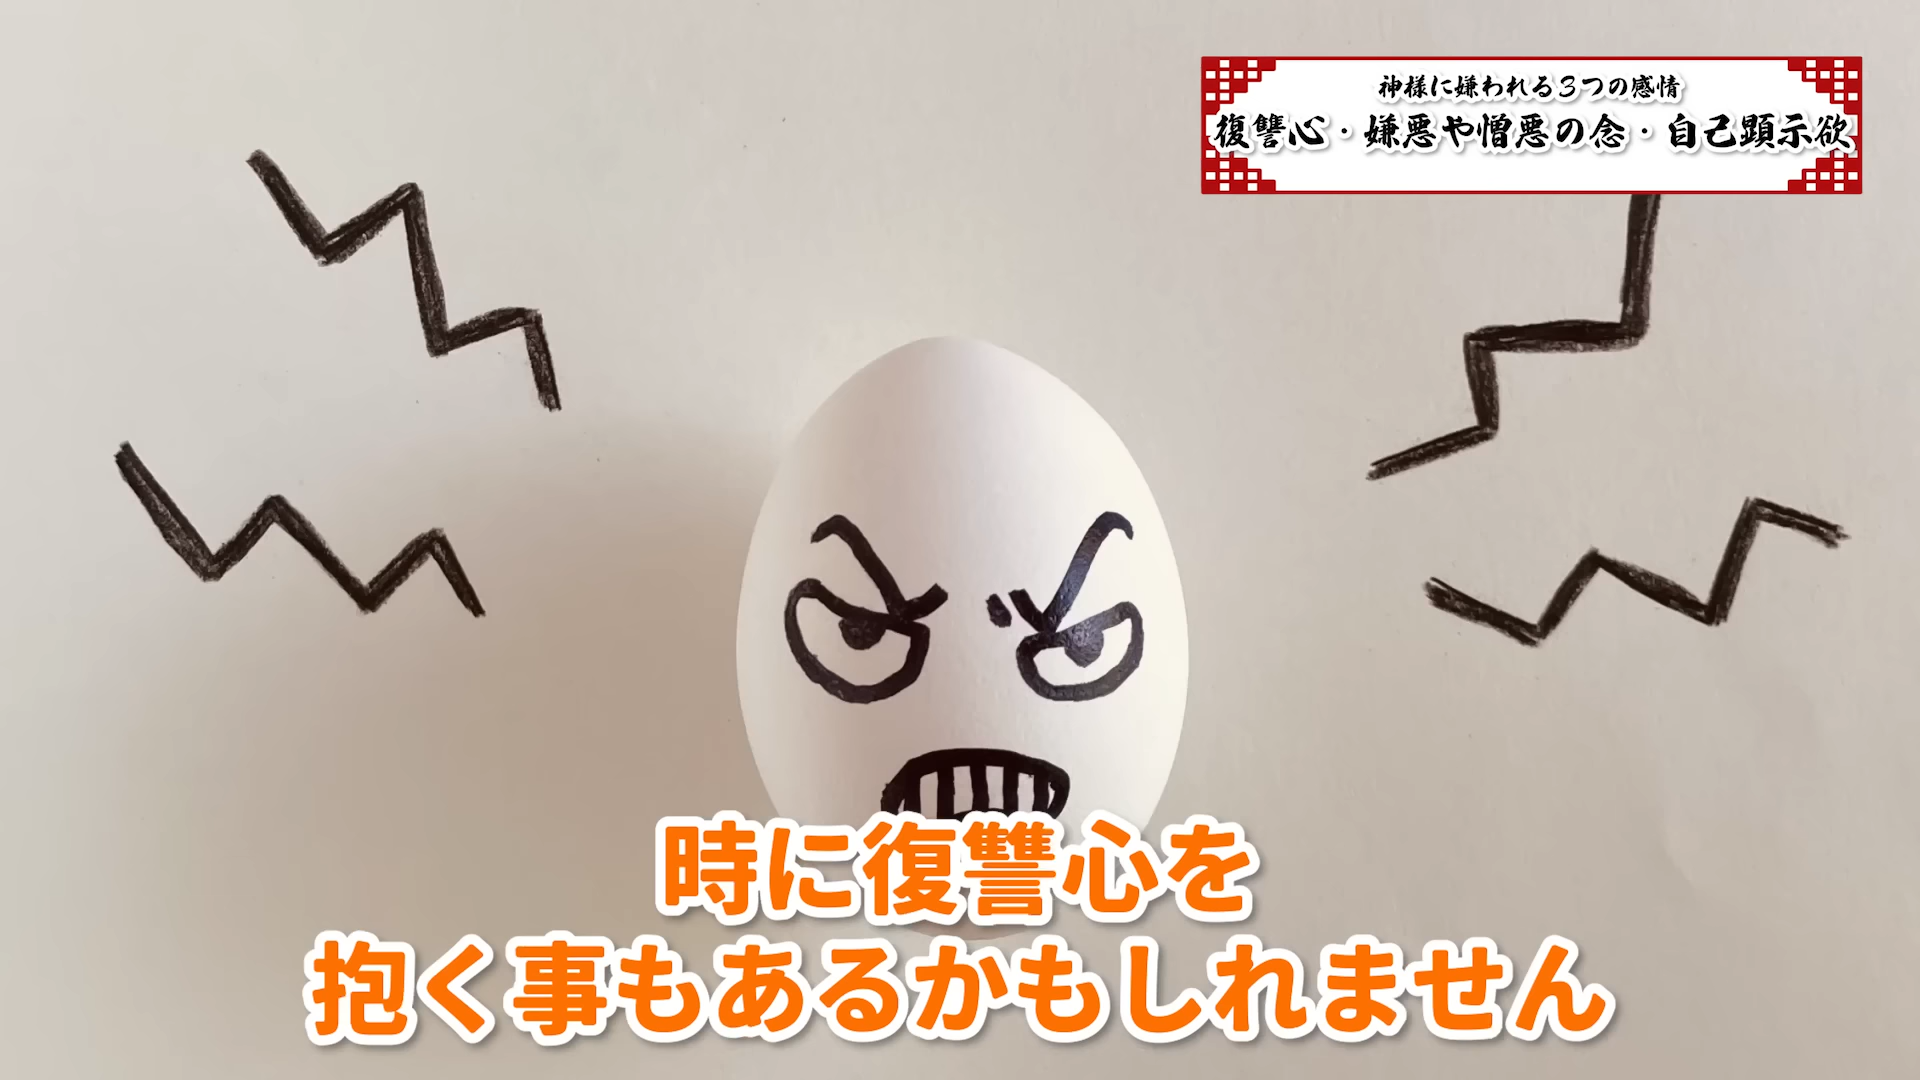 神様に嫌われる３つの感情
復讐心・嫌悪や憎悪の念・自己顕示欲
時に復讐心を
抱く事もあるかもしれません